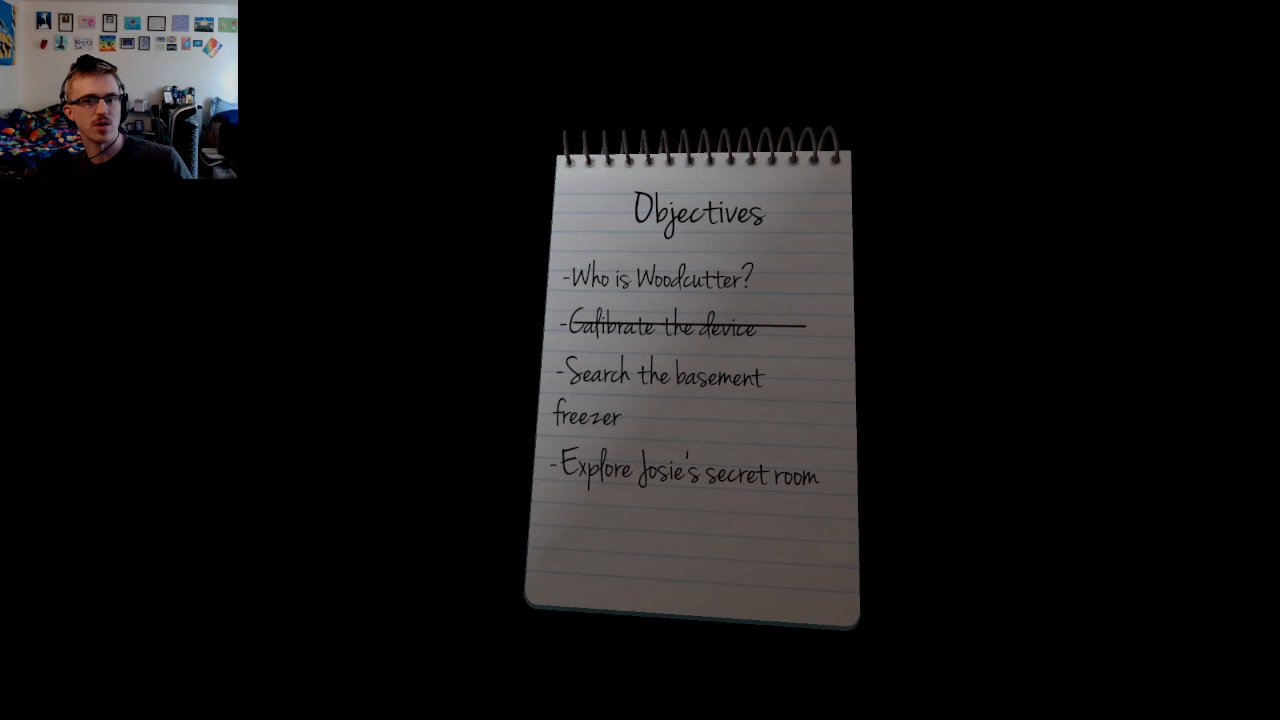 Objectives
-Who is Woodcutter?
-Calibrate the device
-Search the basement
freezer
-Explore Josie's secret room